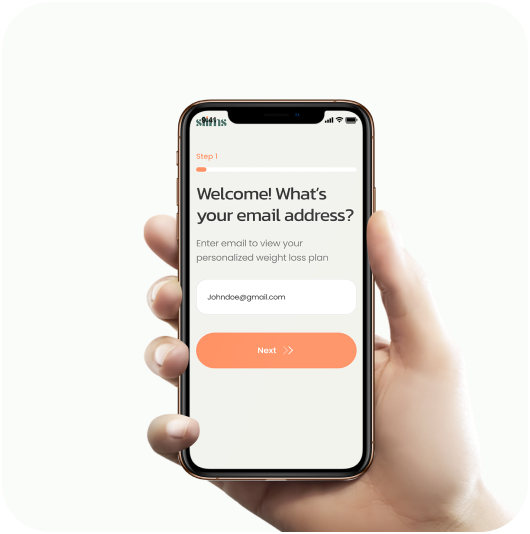 9:41
Step 1
Welcome! What's
your email address?
Enter email to view your
personalized weight loss plan
Johndoe@gmail.com
Next